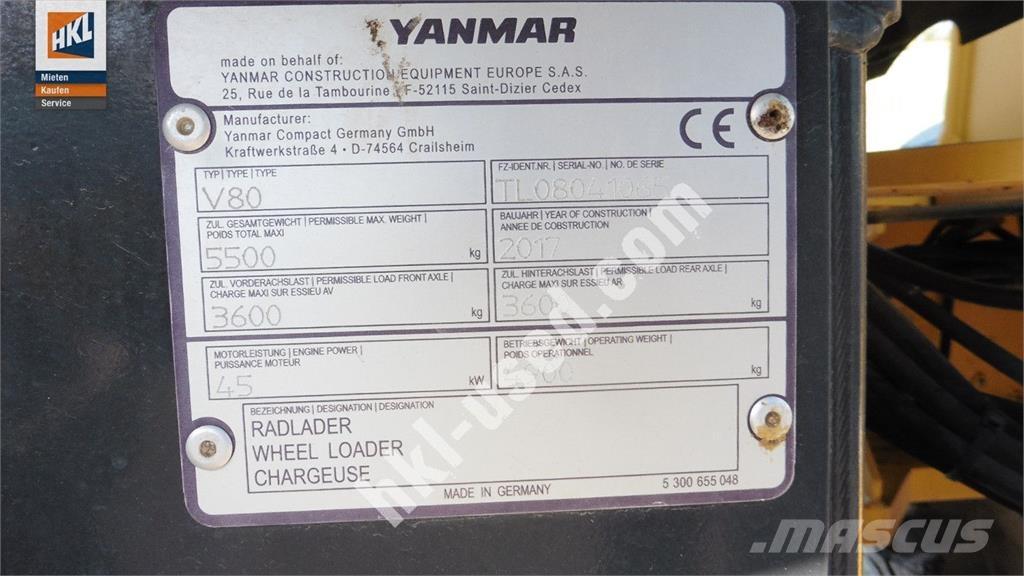 HKL
Mieten
Kaufen
Service
YANMAR
made on behalf of:
YANMAR CONSTRUCTION EQUIPMENT EUROPE S.A.S.
25, Rue de la Tambourine F-52115 Saint-Dizier Cedex
Manufacturer:
Yanmar Compact Germany GmbH
Kraftwerkstraße 4 • D-74564 Crailsheim
CE
TYP | TYPE | TYPE
V80
FZ-IDENT.NR. | SERIAL-NO. | NO. DE SERIE
ZUL. GESAMTGEWICHT | PERMISSIBLE MAX. WEIGHT |
POIDS TOTAL MAXI
5500 kg
BAUJAHR | YEAR OF CONSTRUCTION |
ANNEE DE COBSTRUCTION
2017
ZUL. VORDERACHSLAST | PERMISSIBLE LOAD FRONT AXLE |
CHARGE MAXI SUR ESSIEU AV
3600 kg
ZUL. HINTERACHSLAST | PERMISSIBLE LOAD REAR AXLE |
CHARGE MAXI SUR ESSIEU AR
kg
MOTORLEISTUNG | ENGINE POWER |
PUISSANCE MOTEUR
45 kW
BETRIEBSGEWICHT | OPERATING WEIGHT |
POIDS OPERATIONNEL
kg
BEZEICHNUNG | DESIGNATION | DESIGNATION
RADLADER
WHEEL LOADER
CHARGEUSE
MADE IN GERMANY
5 300 655 048
hkl-used.com
MASCUS